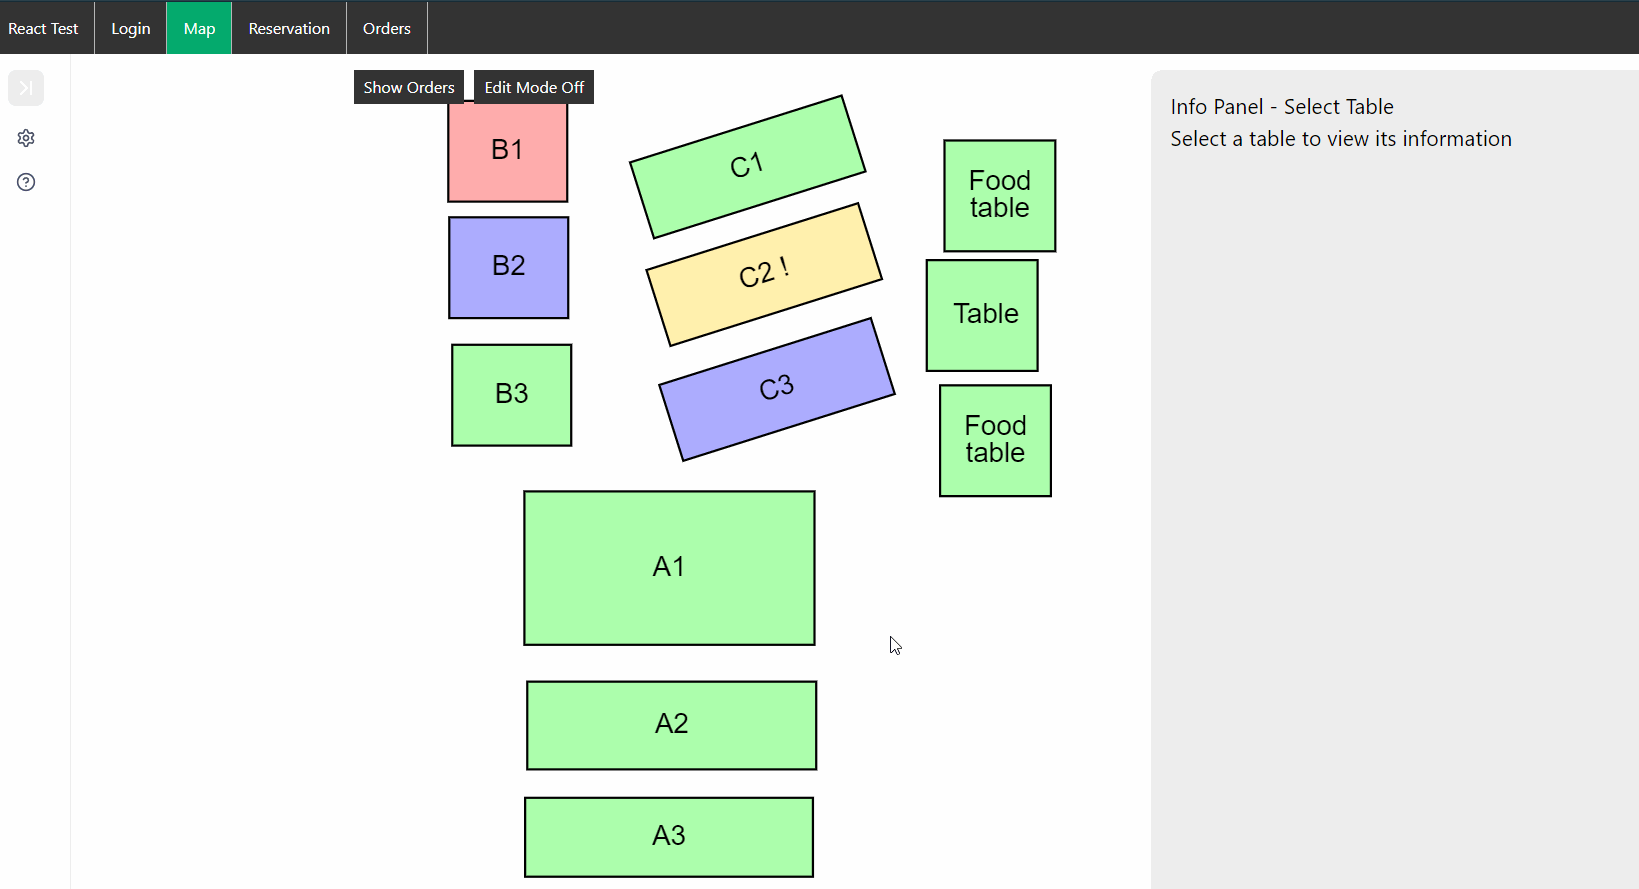 React Test
Login
Map
Reservation
Orders
Show Orders
Edit Mode Off
B1
B2
B3
C1
C2 !
C3
Food
table
Table
Food
table
A1
A2
A3
Info Panel - Select Table
Select a table to view its information